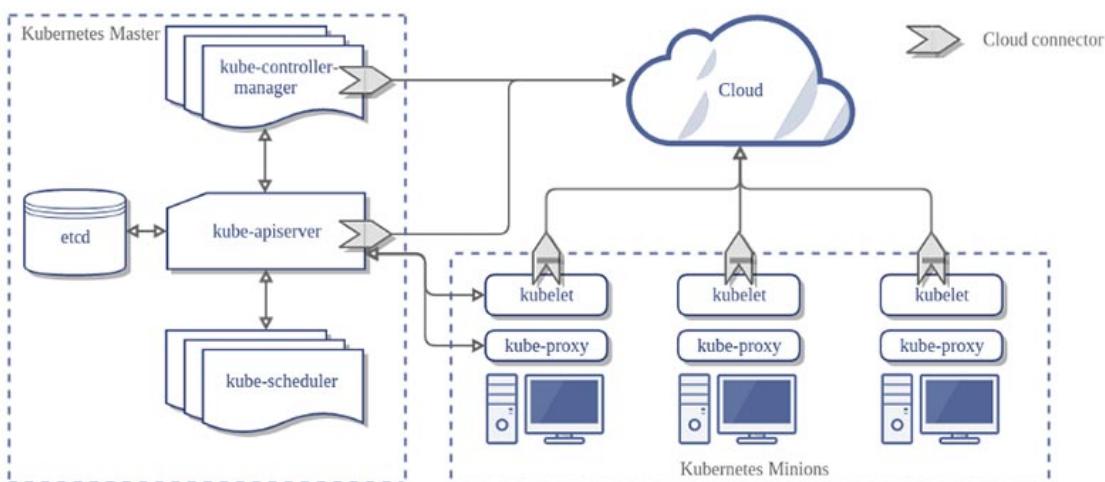 Kubernetes Master
kube-controller-
manager
Cloud
Cloud connector
etcd
kube-apiserver
kubelet
kubelet
kubelet
kube-proxy
kube-proxy
kube-proxy
kube-scheduler
Kubernetes Minions